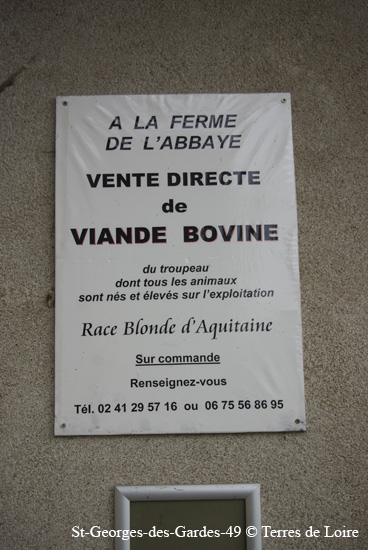 A LA FERME
DE L'ABBAYE
VENTE DIRECTE
de
VIANDE BOVINE
du troupeau
dont tous les animaux
sont nés et élevés sur l'exploitation
Race Blonde d'Aquitaine
Sur commande
Renseignez-vous
Tél. 02 41 29 57 16 ou 06 75 56 86 95
St-Georges-des-Gardes-49 © Terres de Loire